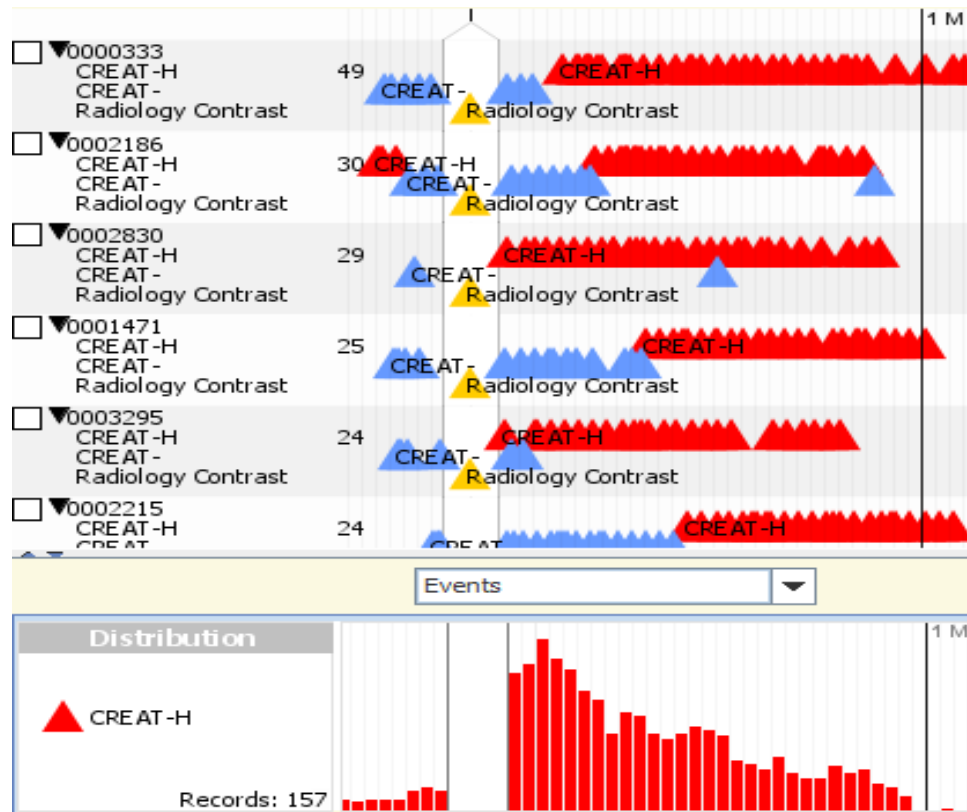 1 M
0000333
CREAT-H 49 CREAT-H
CREAT- CREAT-
Radiology Contrast Radiology Contrast
0002186
CREAT-H 30 CREAT-H
CREAT- CREAT-
Radiology Contrast Radiology Contrast
0002830
CREAT-H 29 CREAT-H
CREAT- CREAT-
Radiology Contrast Radiology Contrast
0001471
CREAT-H 25 CREAT-H
CREAT- CREAT-
Radiology Contrast Radiology Contrast
0003295
CREAT-H 24 CREAT-H
CREAT- CREAT-
Radiology Contrast Radiology Contrast
0002215
CREAT-H 24 CREAT-H
CREAT CREAT
Events
Distribution 1 M
CREAT-H
Records: 157